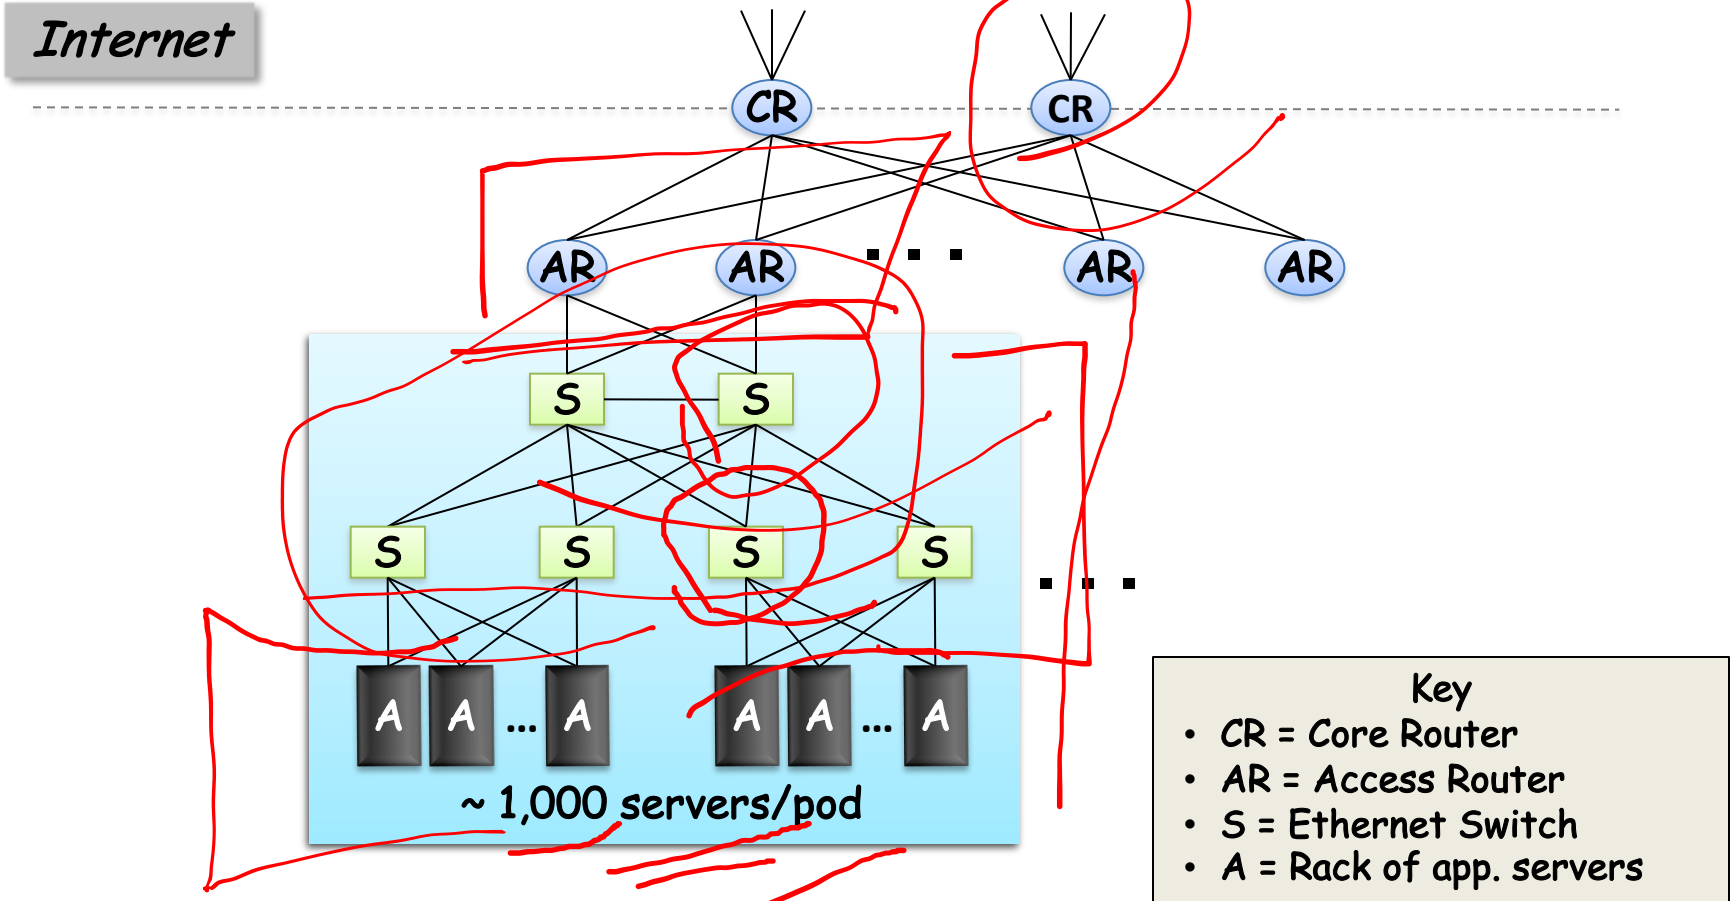 Internet
CR CR
AR AR ... AR AR
S S
S S S S ...
A A ... A A A ... A
~ 1,000 servers/pod
Key
• CR = Core Router
• AR = Access Router
• S = Ethernet Switch
• A = Rack of app. servers